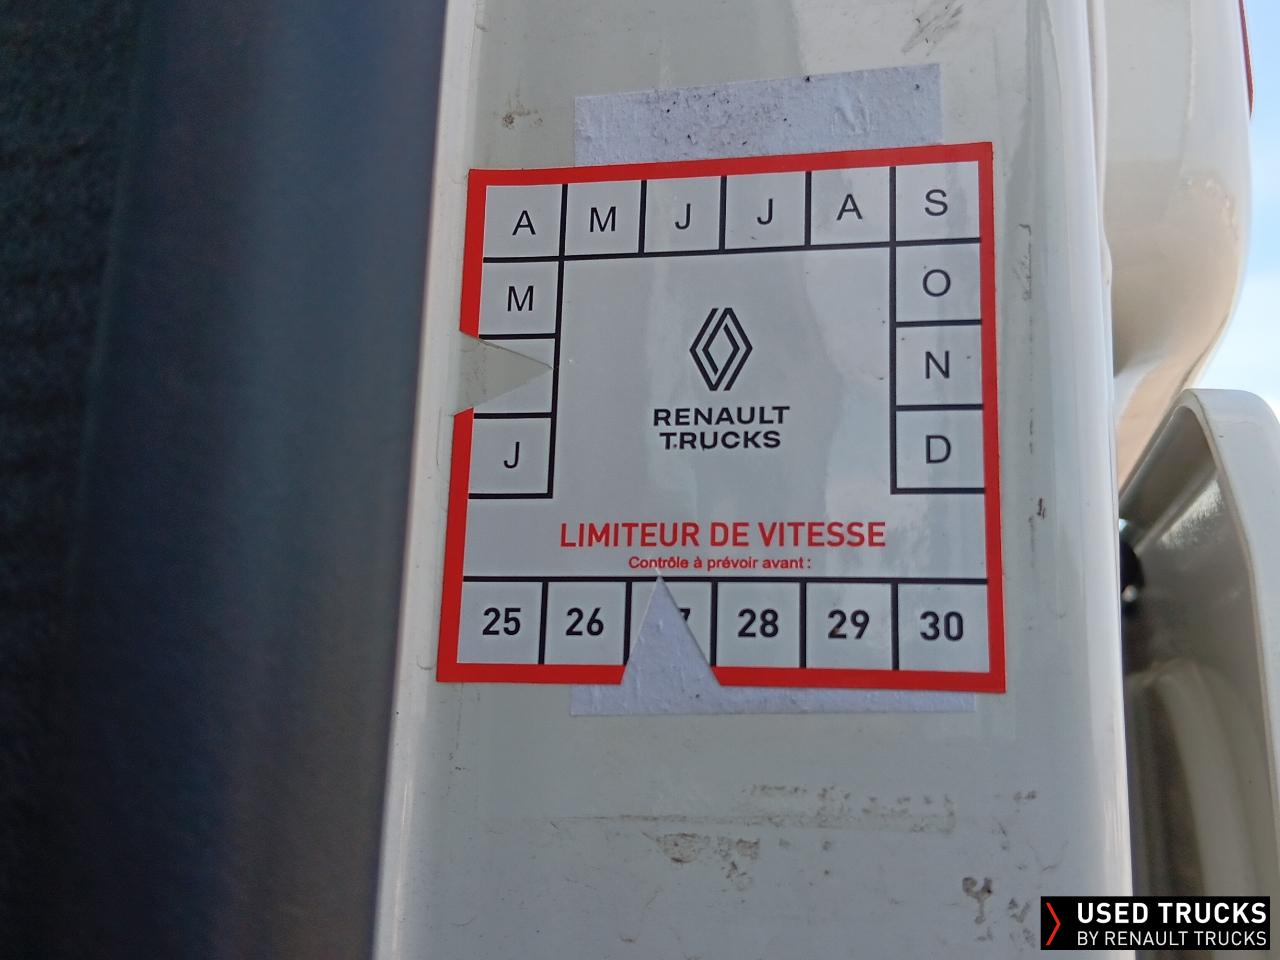 A M J J A S
M O
N
J D
RENAULT
TRUCKS
LIMITEUR DE VITESSE
Contrôle à prévoir avant :
25 26 28 29 30
USED TRUCKS
BY RENAULT TRUCKS